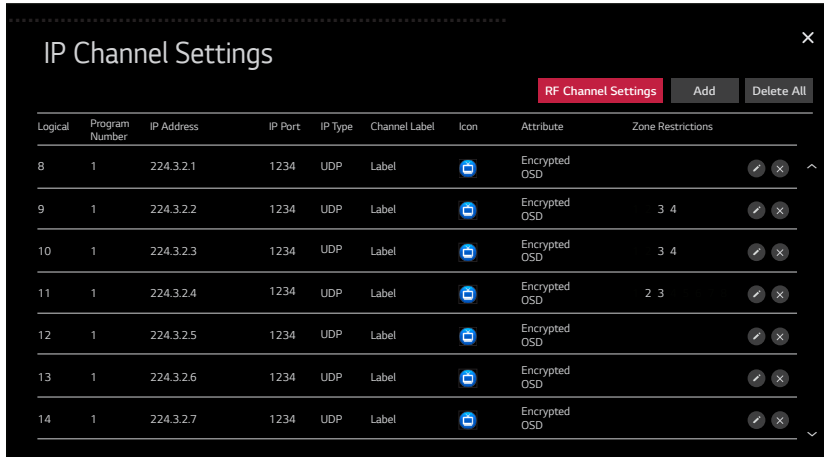 IP Channel Settings
RF Channel Settings Add Delete All
Logical Program Number IP Address IP Port IP Type Channel Label Icon Attribute Zone Restrictions
8 1 224.3.2.1 1234 UDP Label Encrypted OSD
9 1 224.3.2.2 1234 UDP Label Encrypted OSD 3 4
10 1 224.3.2.3 1234 UDP Label Encrypted OSD 3 4
11 1 224.3.2.4 1234 UDP Label Encrypted OSD 2 3
12 1 224.3.2.5 1234 UDP Label Encrypted OSD
13 1 224.3.2.6 1234 UDP Label Encrypted OSD
14 1 224.3.2.7 1234 UDP Label Encrypted OSD